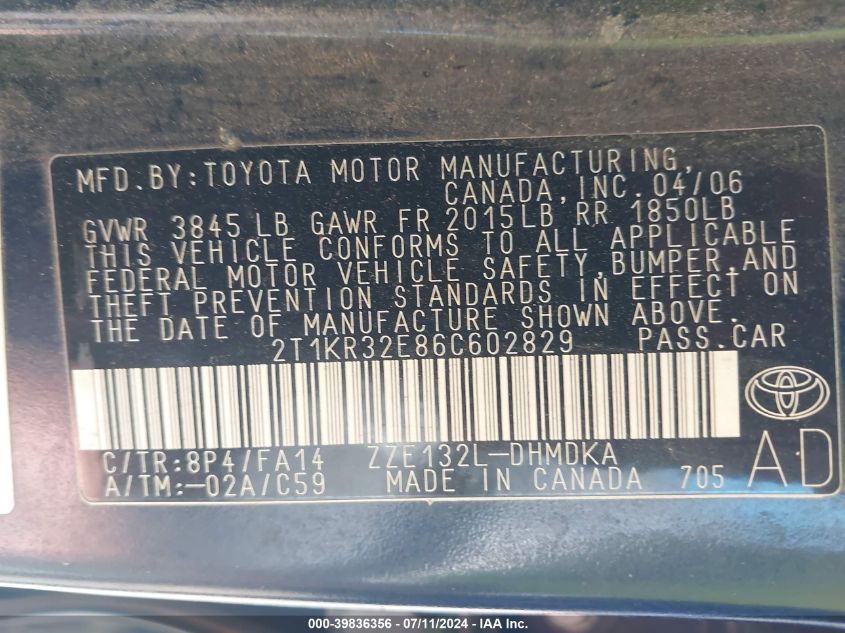 MFD.BY:TOYOTA MOTOR MANUFACTURING,
CANADA, INC. 04/06
GVWR 3845 LB GAWR FR 2015LB RR 1850LB
THIS VEHICLE CONFORMS TO ALL APPLICABLE
FEDERAL MOTOR VEHICLE SAFETY, BUMPER, AND
THEFT PREVENTION STANDARDS IN EFFECT ON
THE DATE OF MANUFACTURE SHOWN ABOVE.
2T1KR32E86C602829 PASS.CAR
C/TR:8P4/FA14 ZZE132L-DHMDKA
A/TM:-02A/C59 MADE IN CANADA 705 A.D
000-39836356 - 07/11/2024 - IAA Inc.